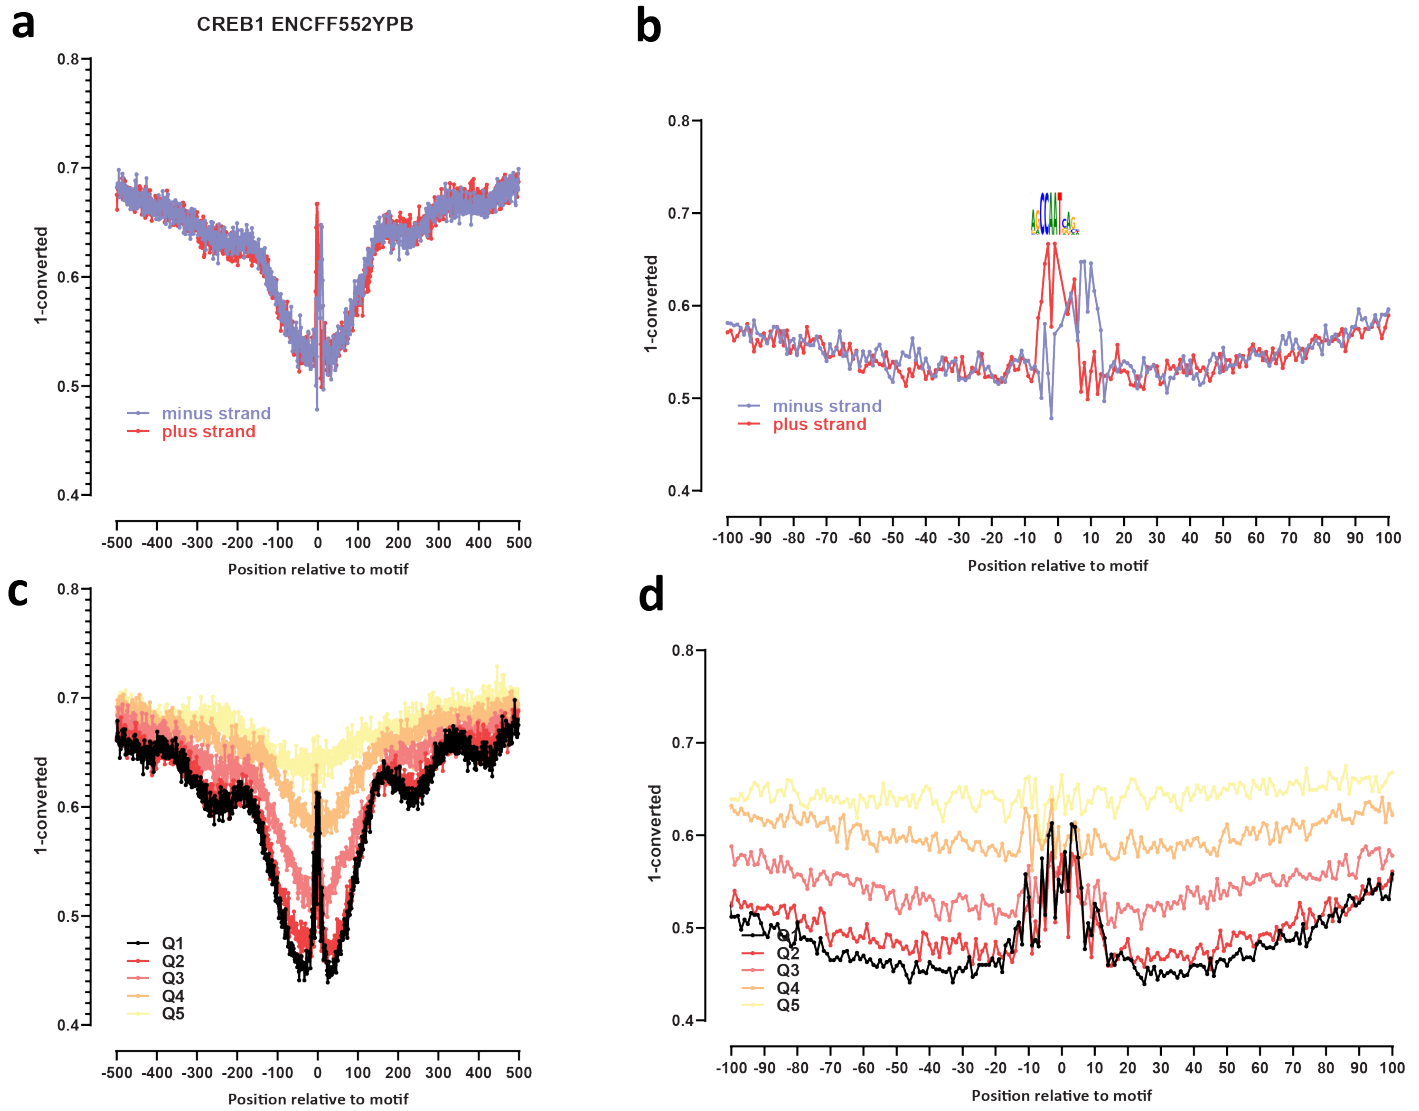 a
CREB1 ENCFF552YPB
0.8
0.7
0.6
0.5
0.4
1-converted
minus strand
plus strand
-500 -400 -300 -200 -100 0 100 200 300 400 500
Position relative to motif
b
0.8
0.7
0.6
0.5
0.4
1-converted
CCAAT
minus strand
plus strand
-100 -90 -80 -70 -60 -50 -40 -30 -20 -10 0 10 20 30 40 50 60 70 80 90 100
Position relative to motif
c
0.8
0.7
0.6
0.5
0.4
1-converted
Q1
Q2
Q3
Q4
Q5
-500 -400 -300 -200 -100 0 100 200 300 400 500
Position relative to motif
d
0.8
0.7
0.6
0.5
0.4
1-converted
Q1
Q2
Q3
Q4
Q5
-100 -90 -80 -70 -60 -50 -40 -30 -20 -10 0 10 20 30 40 50 60 70 80 90 100
Position relative to motif